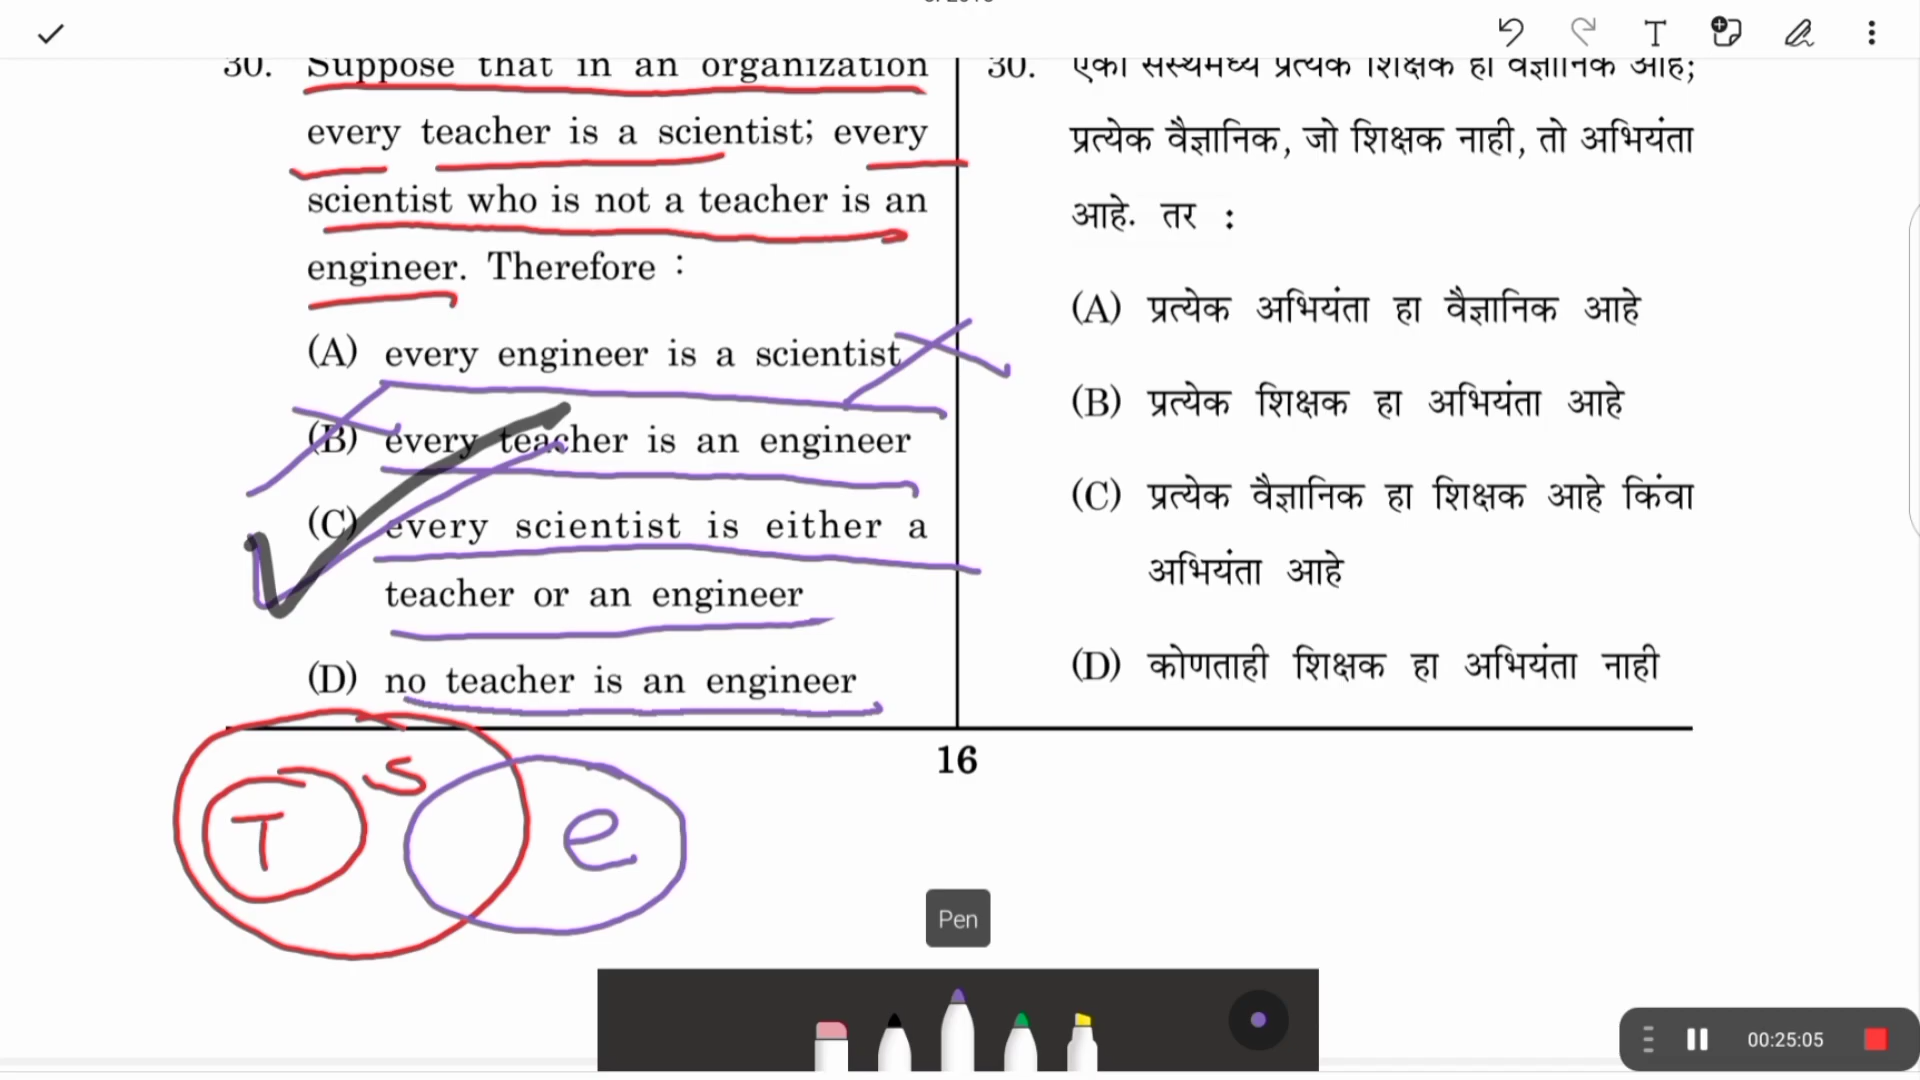 30. Suppose that in an organization
every teacher is a scientist; every
scientist who is not a teacher is an
engineer. Therefore :
(A) every engineer is a scientist
(B) every teacher is an engineer
(C) every scientist is either a
teacher or an engineer
(D) no teacher is an engineer
30. एका संस्थेमध्ये प्रत्येक शिक्षक हा वैज्ञानिक आहे;
प्रत्येक वैज्ञानिक, जो शिक्षक नाही, तो अभियंता
आहे. तर :
(A) प्रत्येक अभियंता हा वैज्ञानिक आहे
(B) प्रत्येक शिक्षक हा अभियंता आहे
(C) प्रत्येक वैज्ञानिक हा शिक्षक आहे किंवा
अभियंता आहे
(D) कोणताही शिक्षक हा अभियंता नाही
16
T
S
e
Pen
00:25:05
T